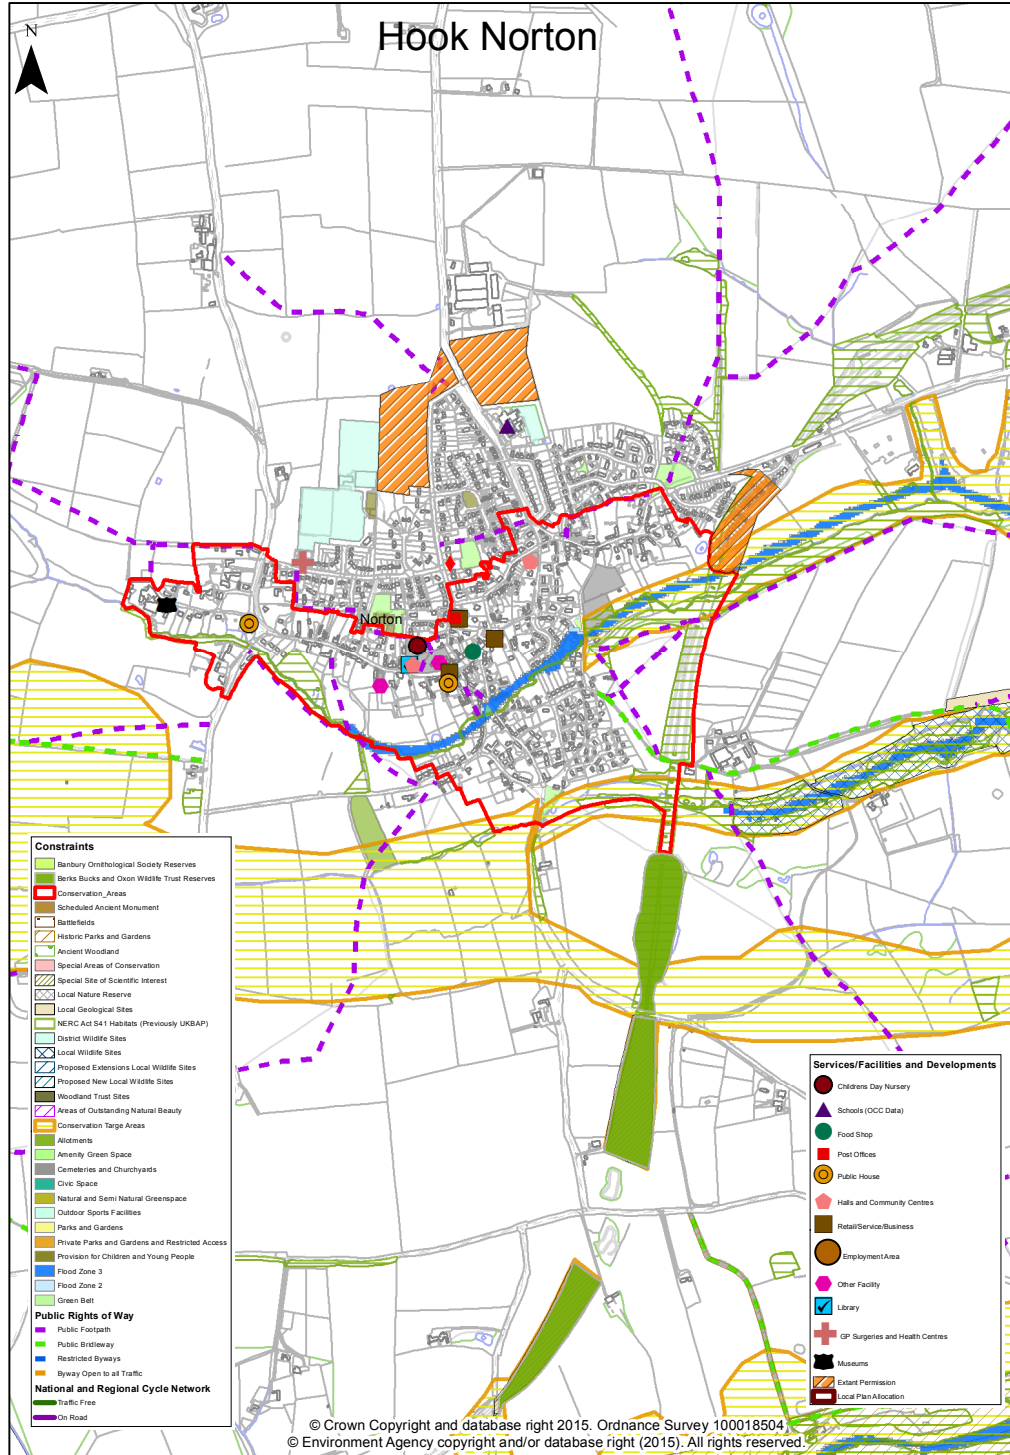 Hook Norton
N
Norton
Constraints
Banbury Ornithological Society Reserves
Berks Bucks and Oxon Wildlife Trust Reserves
Conservation_Areas
Scheduled Ancient Monument
Battlefields
Historic Parks and Gardens
Ancient Woodland
Special Areas of Conservation
Special Site of Scientific Interest
Local Nature Reserve
Local Geological Sites
NERC Act S41 Habitats (Previously UKBAP)
District Wildlife Sites
Local Wildlife Sites
Proposed Extensions Local Wildlife Sites
Proposed New Local Wildlife Sites
Woodland Trust Sites
Areas of Outstanding Natural Beauty
Conservation Targe Areas
Allotments
Amenity Green Space
Cemeteries and Churchyards
Civic Space
Natural and Semi Natural Greenspace
Outdoor Sports Facilities
Parks and Gardens
Private Parks and Gardens and Restricted Access
Provision for Children and Young People
Flood Zone 3
Flood Zone 2
Green Belt
Public Rights of Way
Public Footpath
Public Bridleway
Restricted Byways
Byway Open to all Traffic
National and Regional Cycle Network
Traffic Free
On Road
Services/Facilities and Developments
Childrens Day Nursery
Schools (OCC Data)
Food Shop
Post Offices
Public House
Halls and Community Centres
Retail/Service/Business
Employment Area
Other Facility
Library
GP Surgeries and Health Centres
Museums
Extant Permission
Local Plan Allocation
© Crown Copyright and database right 2015. Ordnance Survey 100018504
© Environment Agency copyright and/or database right (2015). All rights reserved